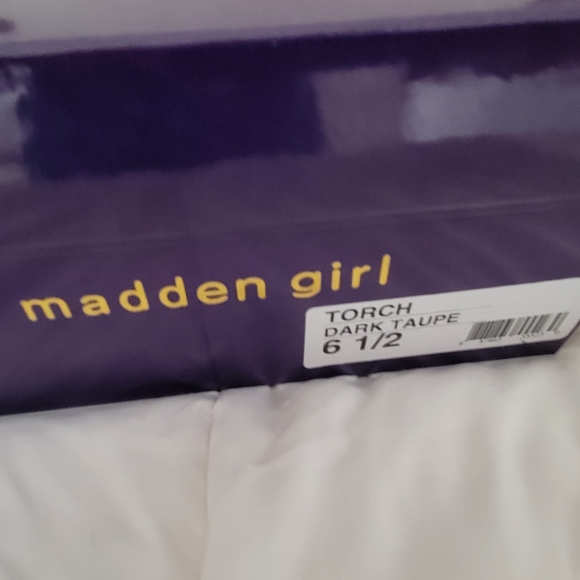 madden girl
TORCH
DARK TAUPE
6 1/2